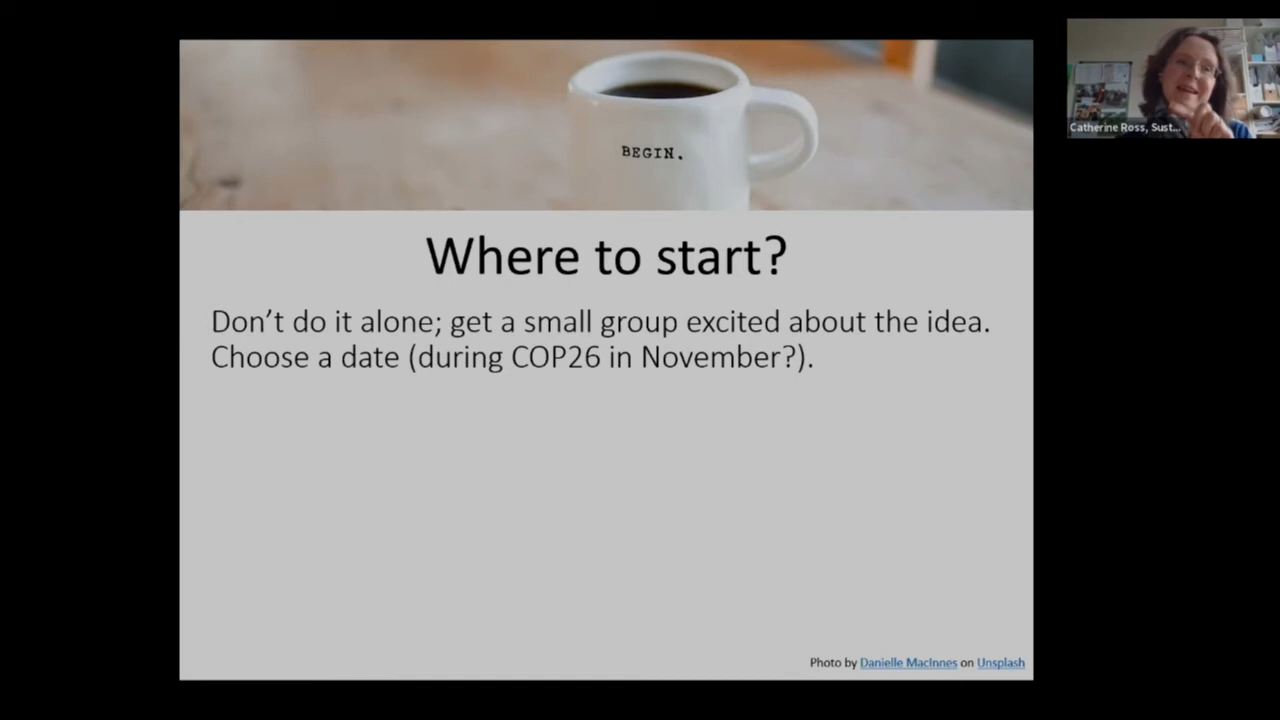 BEGIN.
Catherine Ross, Sust...
Where to start?
Don't do it alone; get a small group excited about the idea.
Choose a date (during COP26 in November?).
Photo by Danielle MacInnes on Unsplash